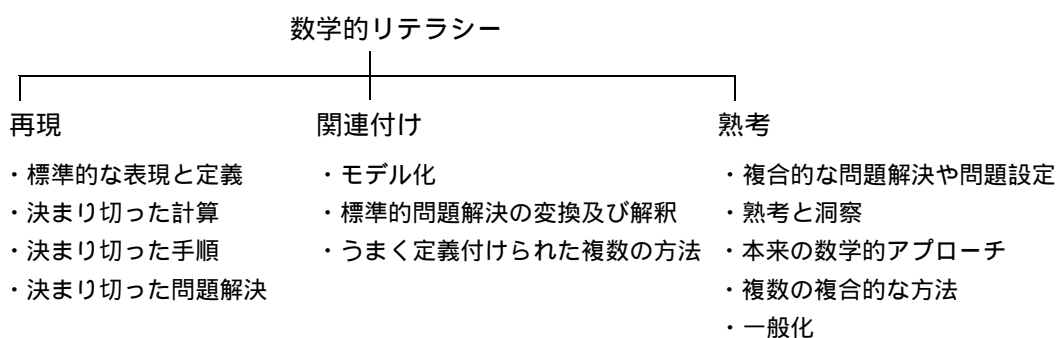 数学的リテラシー
再現
・標準的な表現と定義
・決まり切った計算
・決まり切った手順
・決まり切った問題解決
関連付け
・モデル化
・標準的問題解決の変換及び解釈
・うまく定義付けられた複数の方法
熟考
・複合的な問題解決や問題設定
・熟考と洞察
・本来の数学的アプローチ
・複数の複合的な方法
・一般化